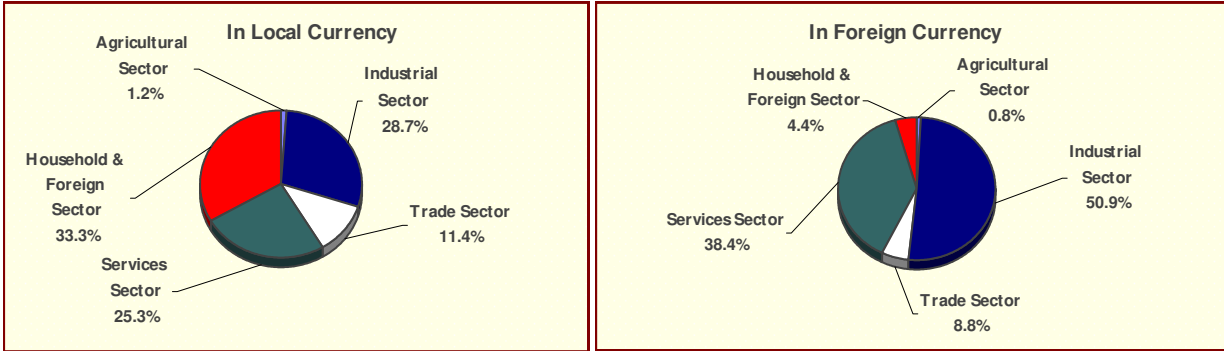 In Local Currency
Agricultural
Sector
1.2%
Industrial
Sector
28.7%
Household &
Foreign
Sector
33.3%
Trade Sector
11.4%
Services
Sector
25.3%
In Foreign Currency
Household &
Foreign Sector
4.4%
Agricultural
Sector
0.8%
Industrial
Sector
50.9%
Services Sector
38.4%
Trade Sector
8.8%